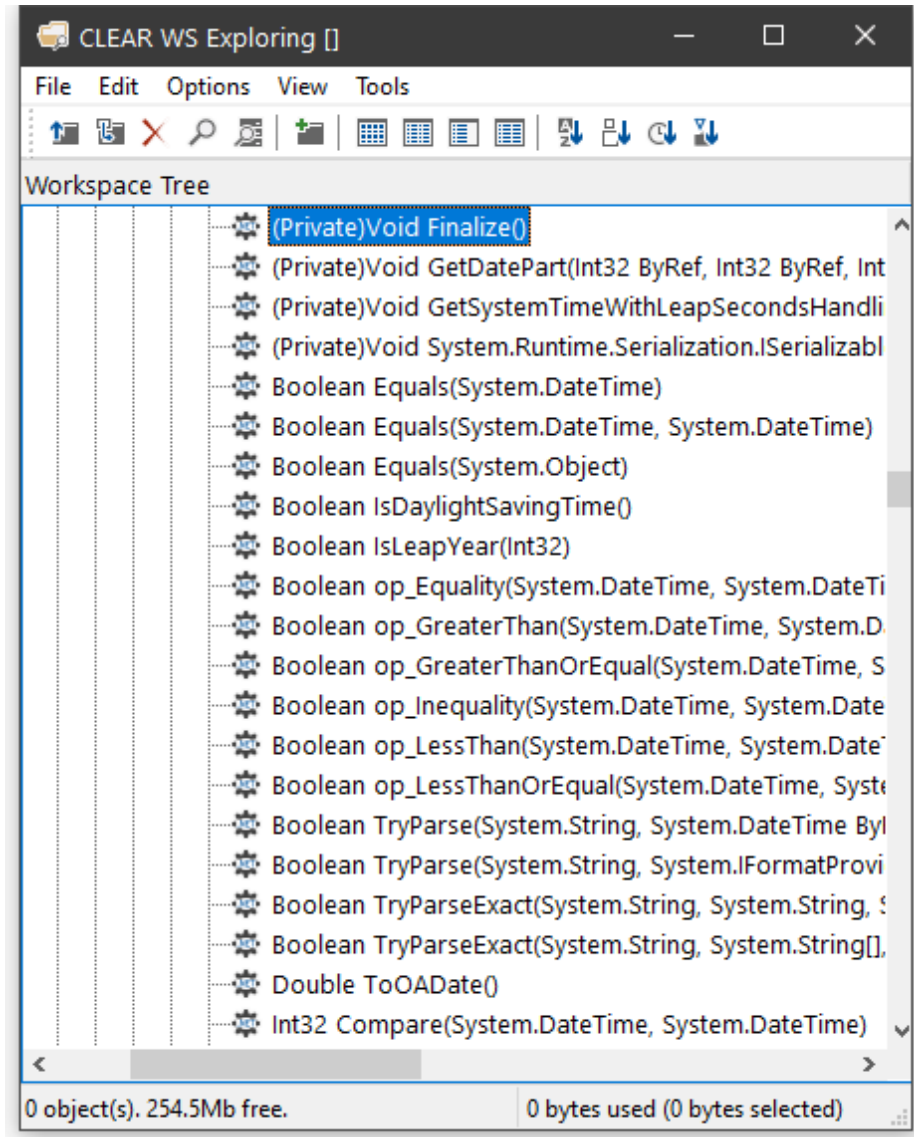 CLEAR WS Exploring []
File Edit Options View Tools
Workspace Tree
(Private)Void Finalize()
(Private)Void GetDatePart(Int32 ByRef, Int32 ByRef, Int
(Private)Void GetSystemTimeWithLeapSecondsHandli
(Private)Void System.Runtime.Serialization.ISerializabl
Boolean Equals(System.DateTime)
Boolean Equals(System.DateTime, System.DateTime)
Boolean Equals(System.Object)
Boolean IsDaylightSavingTime()
Boolean IsLeapYear(Int32)
Boolean op_Equality(System.DateTime, System.DateTi
Boolean op_GreaterThan(System.DateTime, System.D
Boolean op_GreaterThanOrEqual(System.DateTime, S
Boolean op_Inequality(System.DateTime, System.Date
Boolean op_LessThan(System.DateTime, System.Date
Boolean op_LessThanOrEqual(System.DateTime, Syste
Boolean TryParse(System.String, System.DateTime By
Boolean TryParse(System.String, System.IFormatProvi
Boolean TryParseExact(System.String, System.String,
Boolean TryParseExact(System.String, System.String[],
Double ToOADate()
Int32 Compare(System.DateTime, System.DateTime)
0 object(s). 254.5Mb free. 0 bytes used (0 bytes selected)